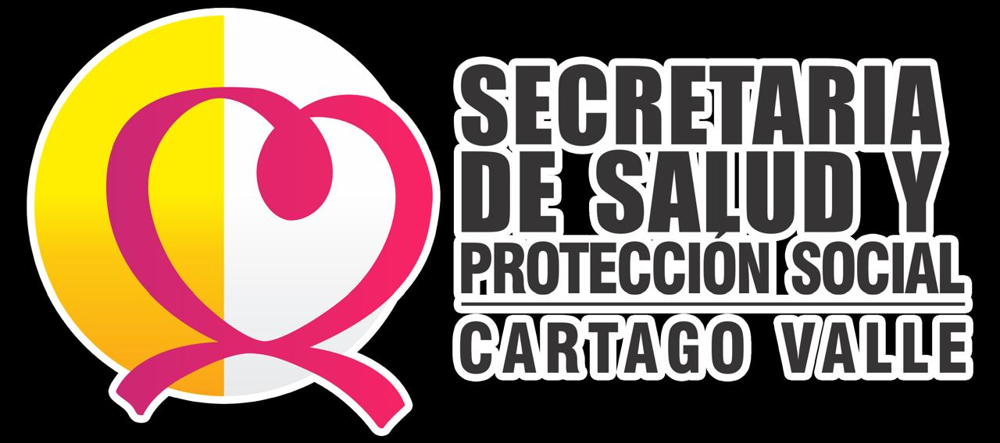 SECRETARIA
DE SALUD Y
PROTECCIÓN SOCIAL
CARTAGO VALLE